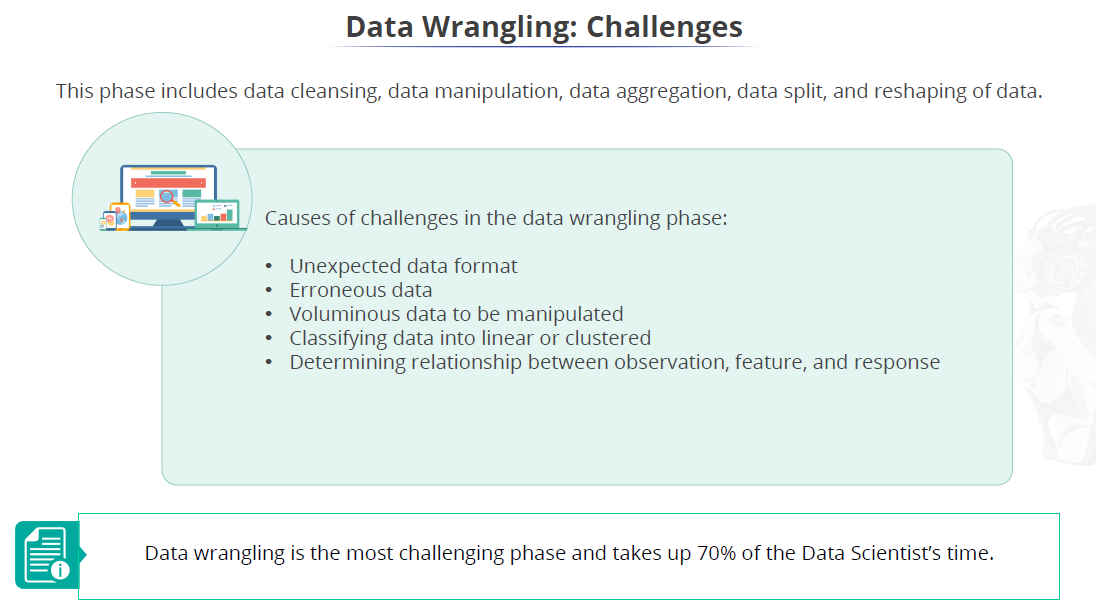 Data Wrangling: Challenges
This phase includes data cleansing, data manipulation, data aggregation, data split, and reshaping of data.
Causes of challenges in the data wrangling phase:
• Unexpected data format
• Erroneous data
• Voluminous data to be manipulated
• Classifying data into linear or clustered
• Determining relationship between observation, feature, and response
Data wrangling is the most challenging phase and takes up 70% of the Data Scientist’s time.